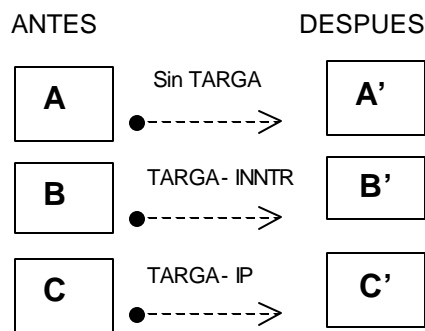 ANTES DESPUES
A Sin TARGA A’
B TARGA- INNTR B’
C TARGA- IP C’